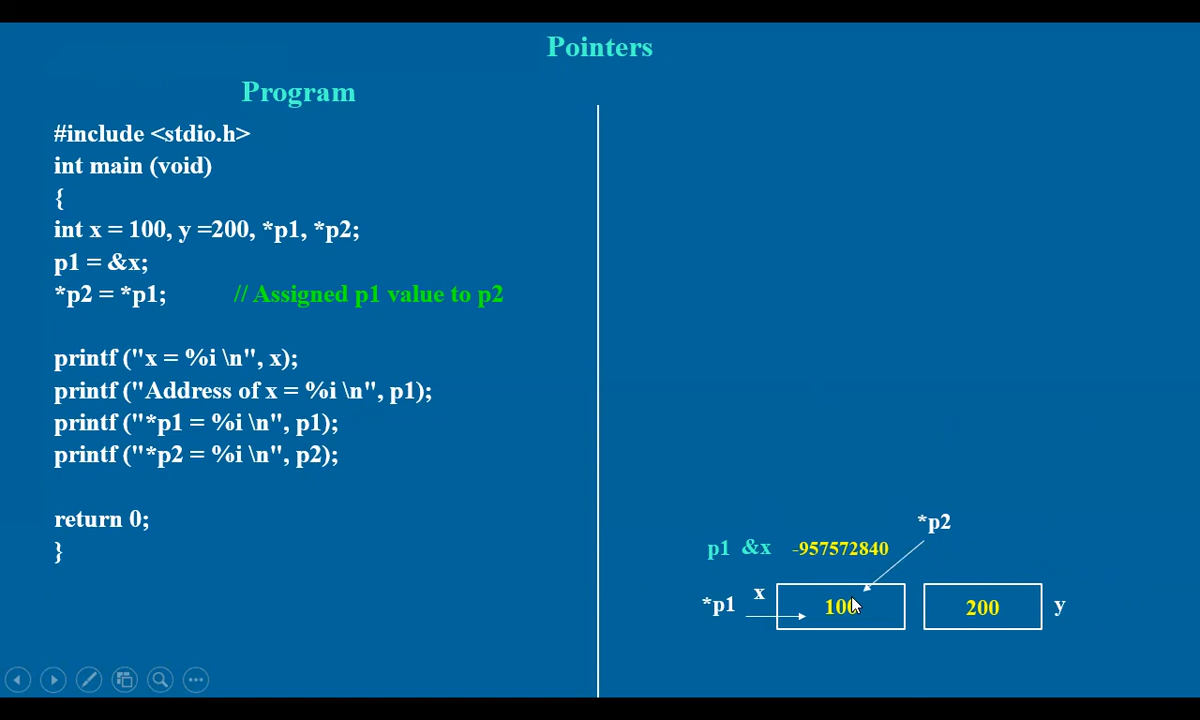 Pointers
Program
#include <stdio.h>
int main (void)
{
int x = 100, y =200, *p1, *p2;
p1 = &x;
*p2 = *p1; // Assigned p1 value to p2
printf ("x = %i \n", x);
printf ("Address of x = %i \n", p1);
printf ("*p1 = %i \n", p1);
printf ("*p2 = %i \n", p2);
return 0;
}
*p2
p1 &x -957572840
*p1 x 100 200 y